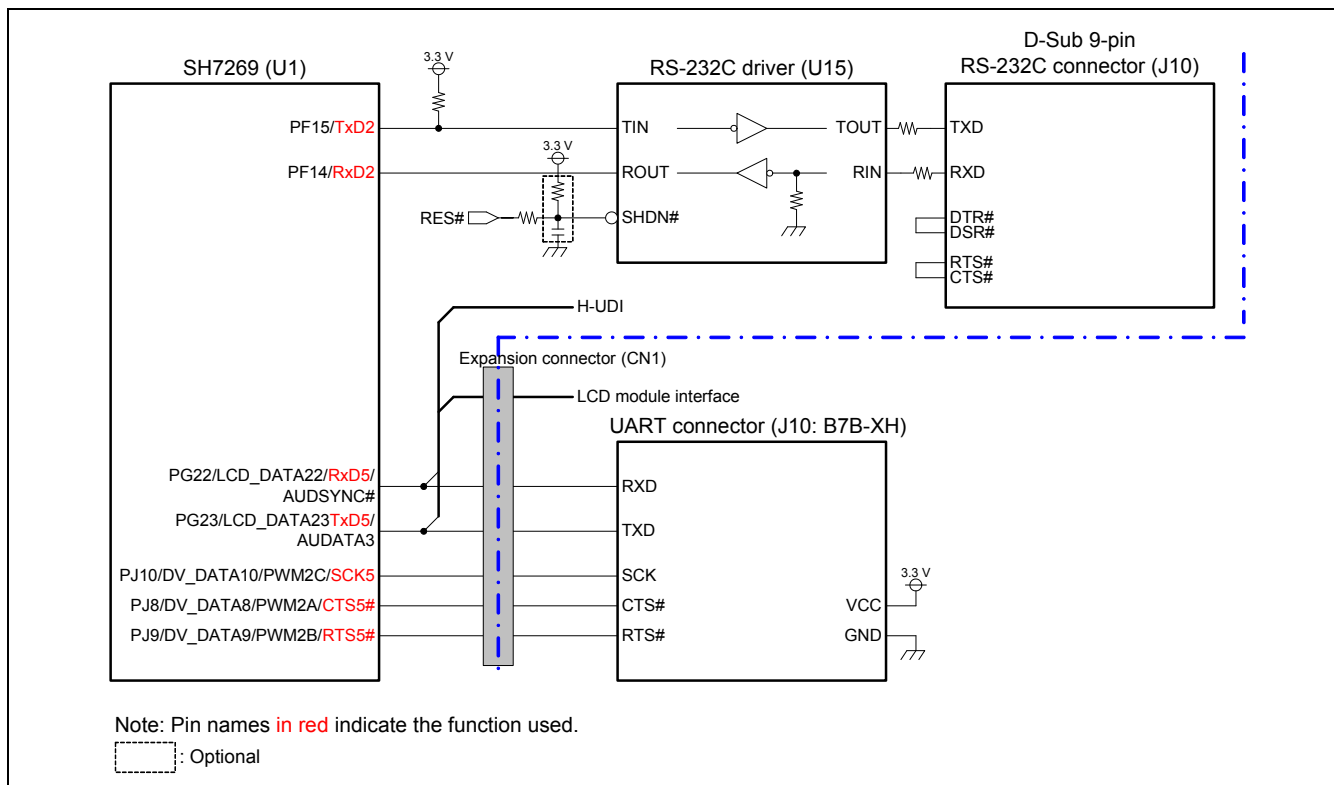 D-Sub 9-pin
SH7269 (U1)
3.3 V
RS-232C driver (U15)
RS-232C connector (J10)
PF15/TxD2
TIN
TOUT
TXD
3.3 V
PF14/RxD2
ROUT
RIN
RXD
RES#
SHDN#
DTR#
DSR#
RTS#
CTS#
H-UDI
Expansion connector (CN1)
LCD module interface
UART connector (J10: B7B-XH)
PG22/LCD_DATA22/RxD5/
AUDSYNC#
RXD
PG23/LCD_DATA23TxD5/
AUDATA3
TXD
PJ10/DV_DATA10/PWM2C/SCK5
SCK
3.3 V
PJ8/DV_DATA8/PWM2A/CTS5#
CTS#
VCC
PJ9/DV_DATA9/PWM2B/RTS5#
RTS#
GND
Note: Pin names in red indicate the function used.
: Optional